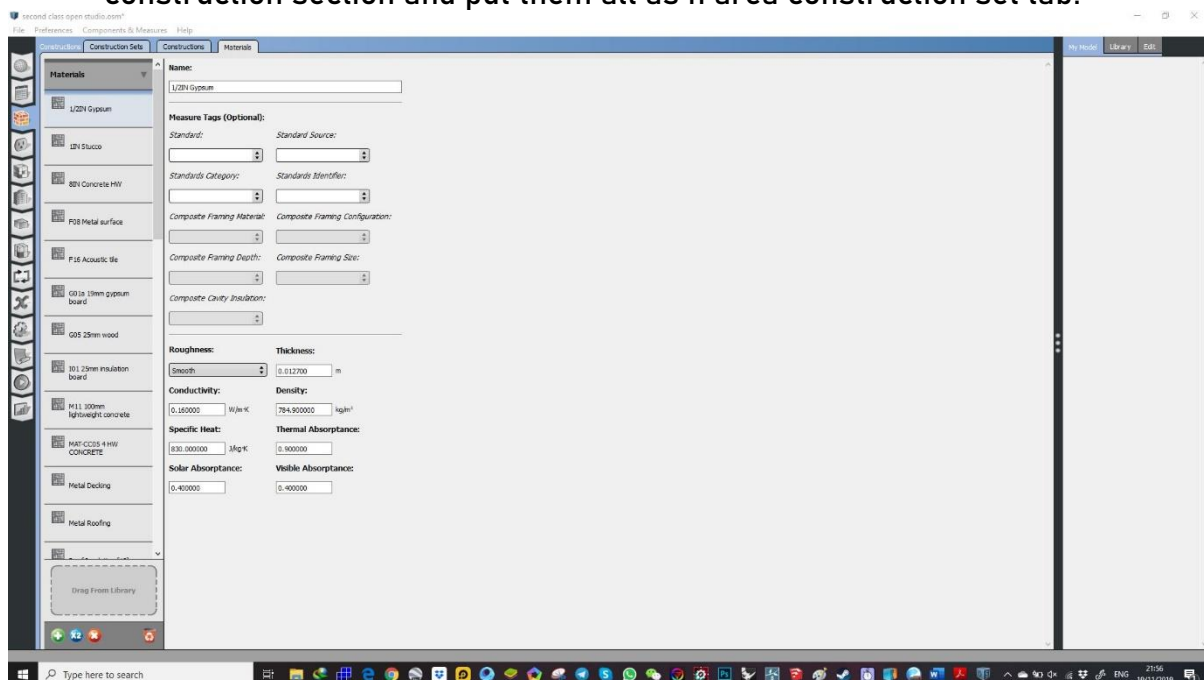 construction section and put them all as n area construction set tab.
second class open studio.osm*
File Preferences Components & Measures Help
Constructions Construction Sets Constructions Materials My Model Library Edit
Materials
1/2IN Gypsum
1IN Stucco
8IN Concrete HW
F08 Metal surface
F16 Acoustic tile
G01a 19mm gypsum board
G05 25mm wood
I01 25mm insulation board
M11 100mm lightweight concrete
MAT-CC05 4 HW CONCRETE
Metal Decking
Metal Roofing
Drag From Library
Name:
1/2IN Gypsum
Measure Tags (Optional):
Standard: Standard Source:
Standards Category: Standards Identifier:
Composite Framing Material: Composite Framing Configuration:
Composite Framing Depth: Composite Framing Size:
Composite Cavity Insulation:
Roughness: Thickness:
Smooth 0.012700 m
Conductivity: Density:
0.160000 W/m·K 784.900000 kg/m³
Specific Heat: Thermal Absorptance:
830.000000 J/kg·K 0.900000
Solar Absorptance: Visible Absorptance:
0.400000 0.400000
Type here to search
ENG 21:56
10/11/2018